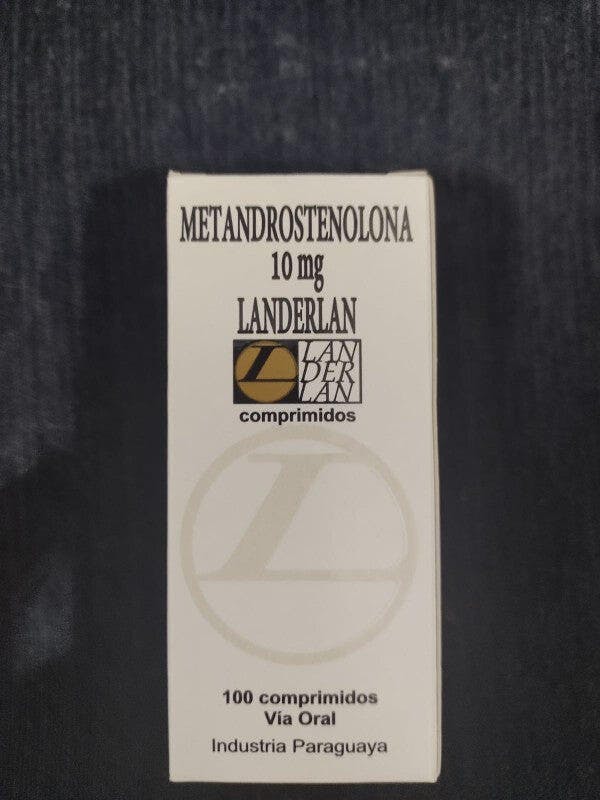 METANDROSTENOLONA
10 mg
LANDERLAN
L LAN
DER
LAN
comprimidos
L
100 comprimidos
Vía Oral
Industria Paraguaya